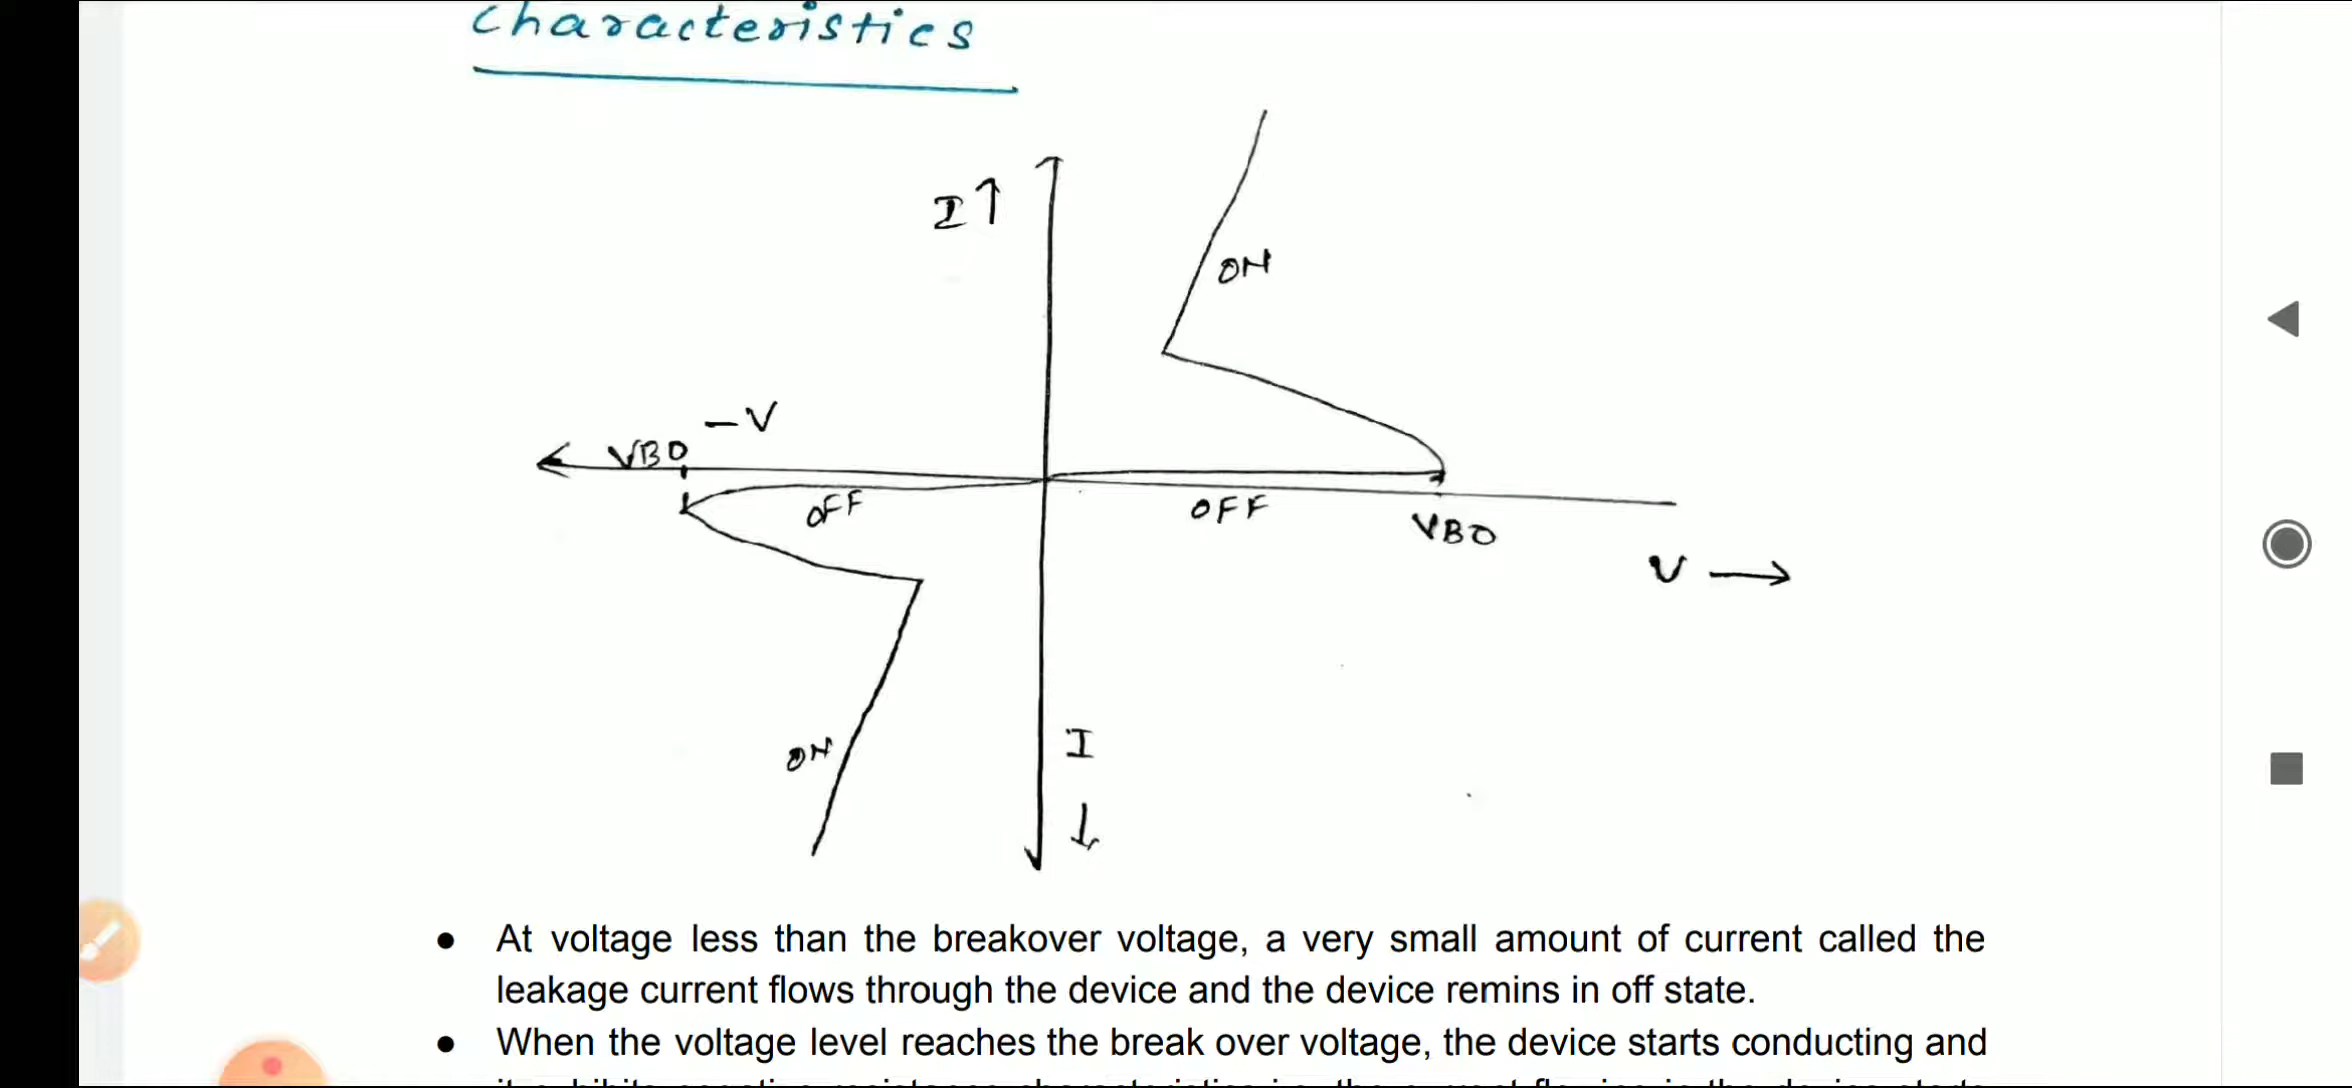 Characteristics
I↑
ON
-V
VBO
OFF
OFF
VBO
V →
ON
I
↓
● At voltage less than the breakover voltage, a very small amount of current called the
leakage current flows through the device and the device remins in off state.
● When the voltage level reaches the break over voltage, the device starts conducting and